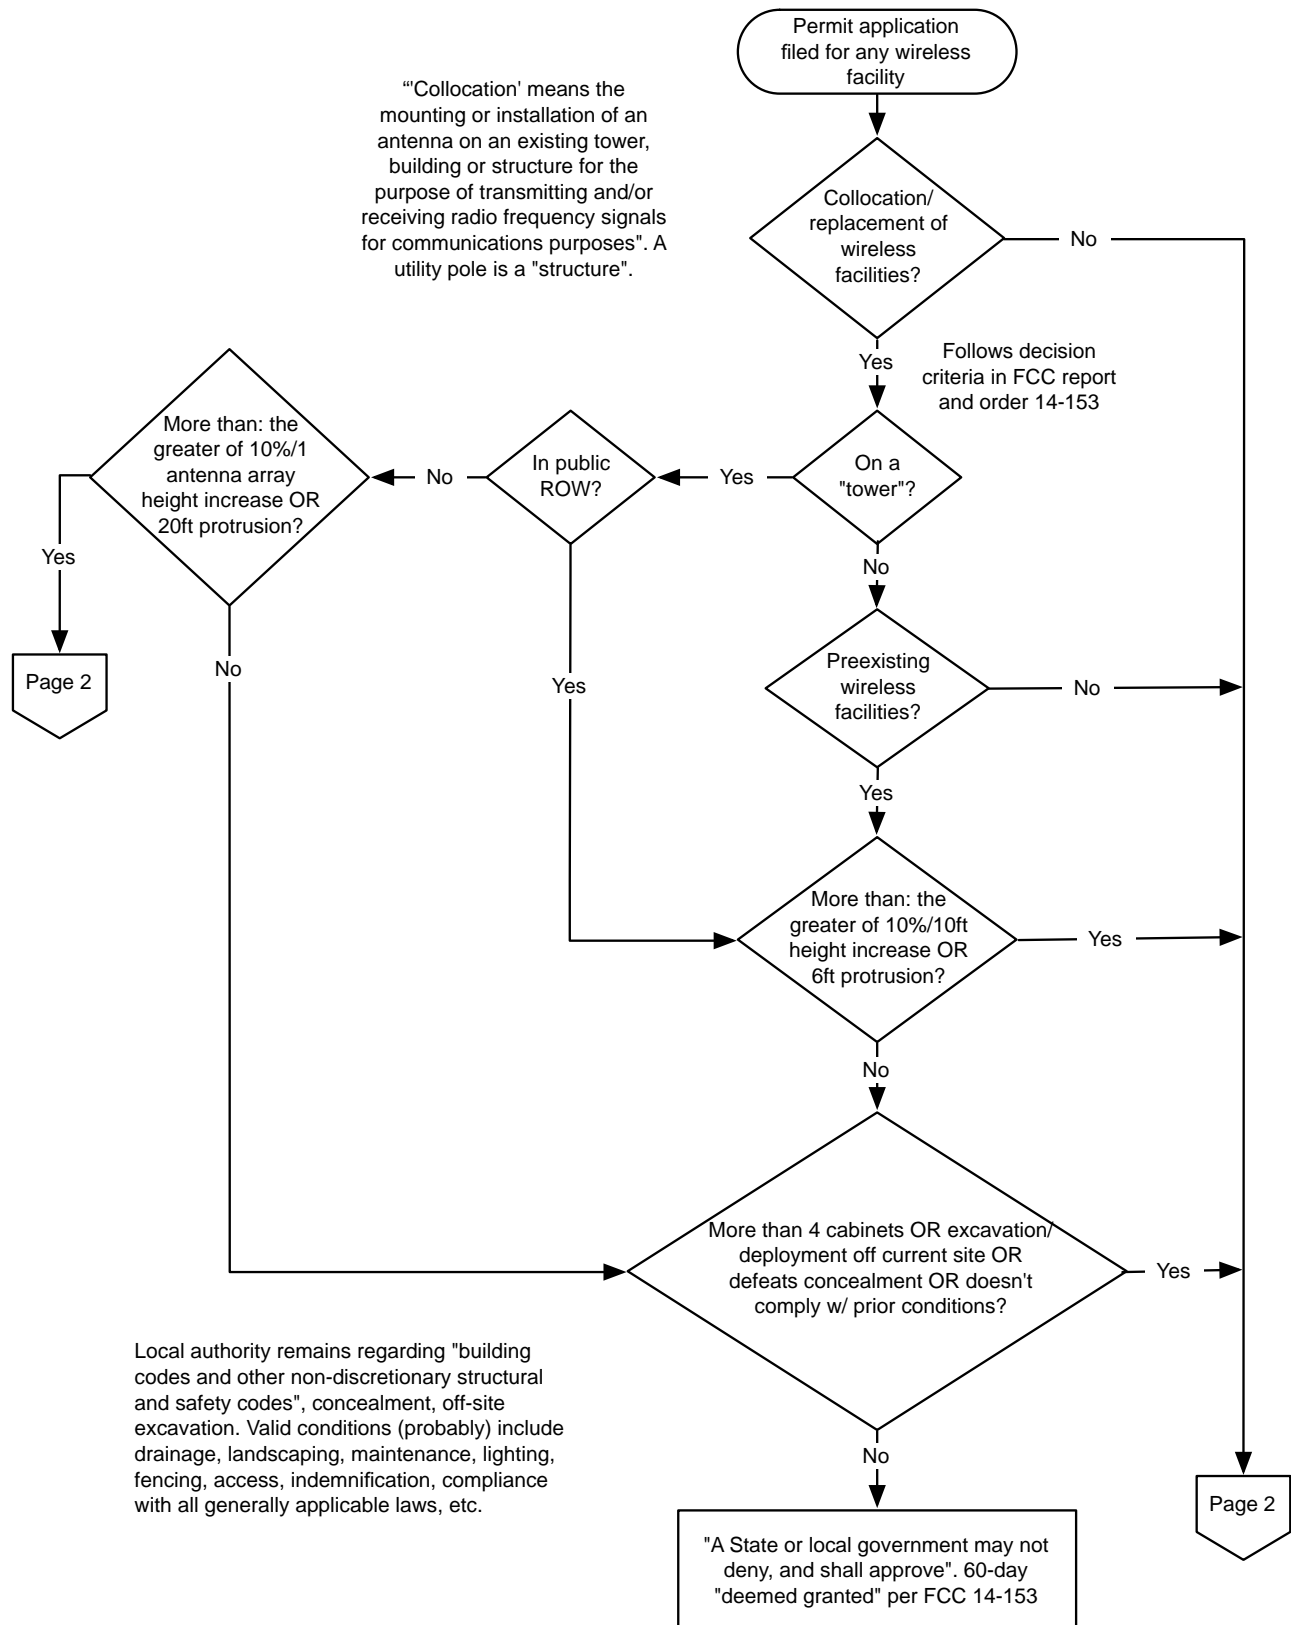 Permit application
filed for any wireless
facility
“'Collocation' means the
mounting or installation of an
antenna on an existing tower,
building or structure for the
purpose of transmitting and/or
receiving radio frequency signals
for communications purposes". A
utility pole is a "structure".
Collocation/
replacement of
wireless
facilities?
No
Yes
Follows decision
criteria in FCC report
and order 14-153
More than: the
greater of 10%/1
antenna array
height increase OR
20ft protrusion?
No
In public
ROW?
Yes
On a
"tower"?
Yes
No
Page 2
No
Yes
Preexisting
wireless
facilities?
No
Yes
More than: the
greater of 10%/10ft
height increase OR
6ft protrusion?
Yes
No
More than 4 cabinets OR excavation/
deployment off current site OR
defeats concealment OR doesn't
comply w/ prior conditions?
Yes
Local authority remains regarding "building
codes and other non-discretionary structural
and safety codes", concealment, off-site
excavation. Valid conditions (probably) include
drainage, landscaping, maintenance, lighting,
fencing, access, indemnification, compliance
with all generally applicable laws, etc.
No
Page 2
"A State or local government may not
deny, and shall approve". 60-day
"deemed granted" per FCC 14-153